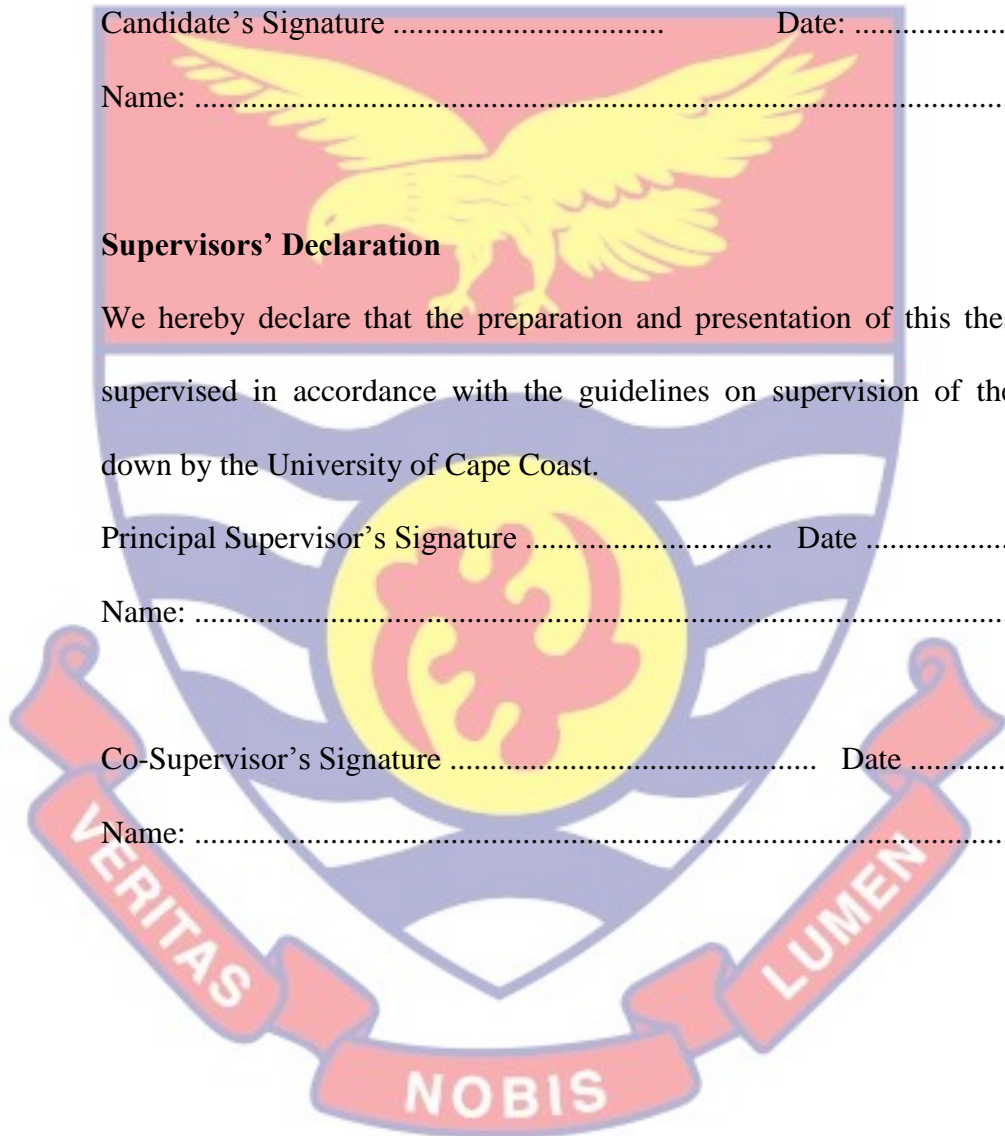 Candidate’s Signature .................................. Date: ...................
Name: ......................................................................................................
Supervisors’ Declaration
We hereby declare that the preparation and presentation of this thes
supervised in accordance with the guidelines on supervision of the
down by the University of Cape Coast.
Principal Supervisor’s Signature ............................... Date ..................
Name: ......................................................................................................
Co-Supervisor’s Signature .............................................. Date ............
Name: ......................................................................................................
VERITAS
NOBIS
LUMEN